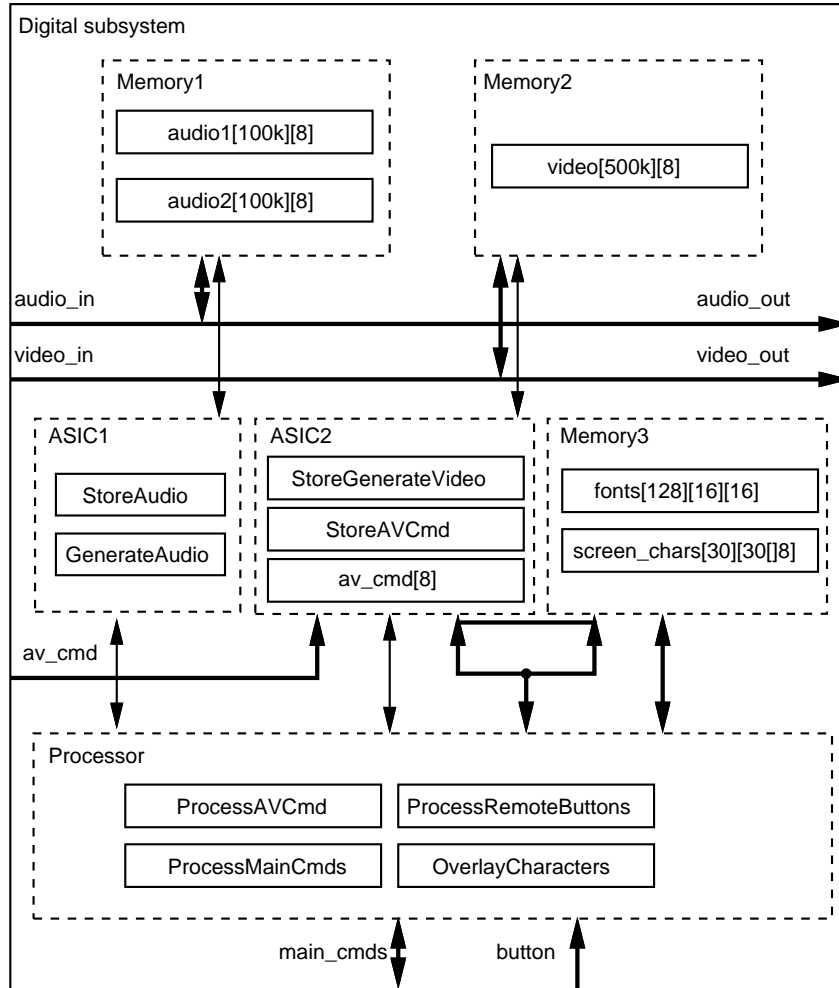 Digital subsystem
Memory1
audio1[100k][8]
audio2[100k][8]
Memory2
video[500k][8]
audio_in
audio_out
video_in
video_out
ASIC1
StoreAudio
GenerateAudio
ASIC2
StoreGenerateVideo
StoreAVCmd
av_cmd[8]
Memory3
fonts[128][16][16]
screen_chars[30][30[]8]
av_cmd
Processor
ProcessAVCmd
ProcessRemoteButtons
ProcessMainCmds
OverlayCharacters
main_cmds
button